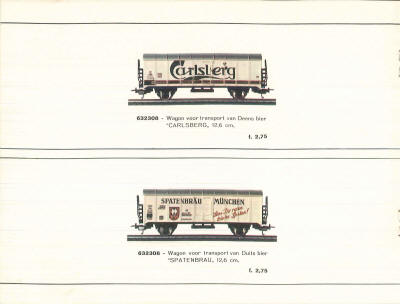 Carlsberg
632308 - Wagon voor transport van Deens bier
"CARLSBERG, 12,6 cm.
f. 2,75
SPATENBRÄU MÜNCHEN
632308 - Wagon voor transport van Duits bier
"SPATENBRAU, 12,6 cm.
f. 2,75